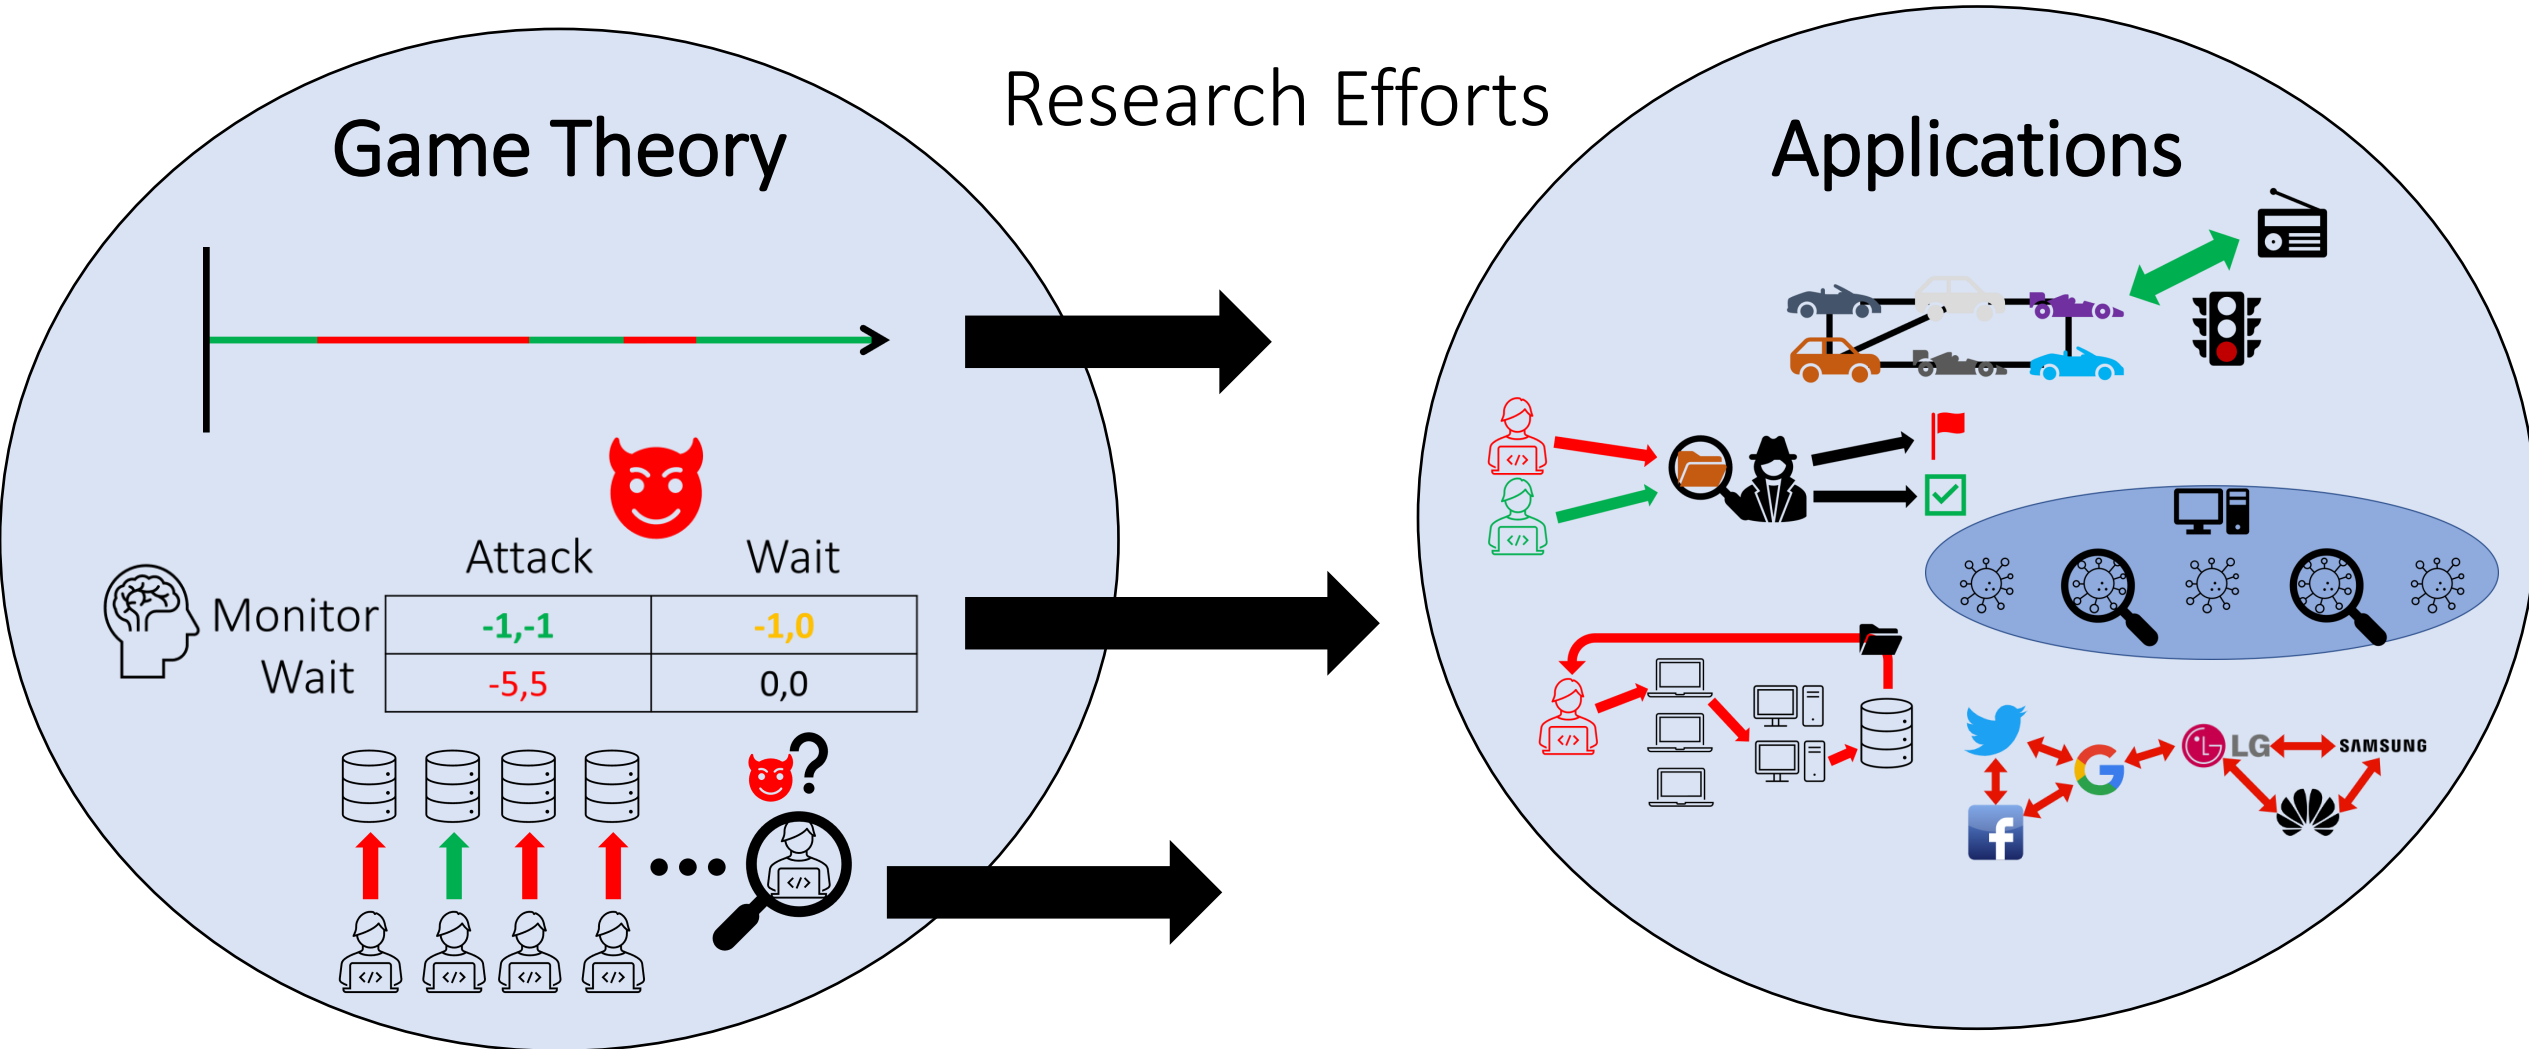 Research Efforts
Game Theory
Applications
Attack Wait
Monitor -1,-1 -1,0
Wait -5,5 0,0
?
</>
</>
</>
</>
</>
</>
</>
</>
LG SAMSUNG
G
f